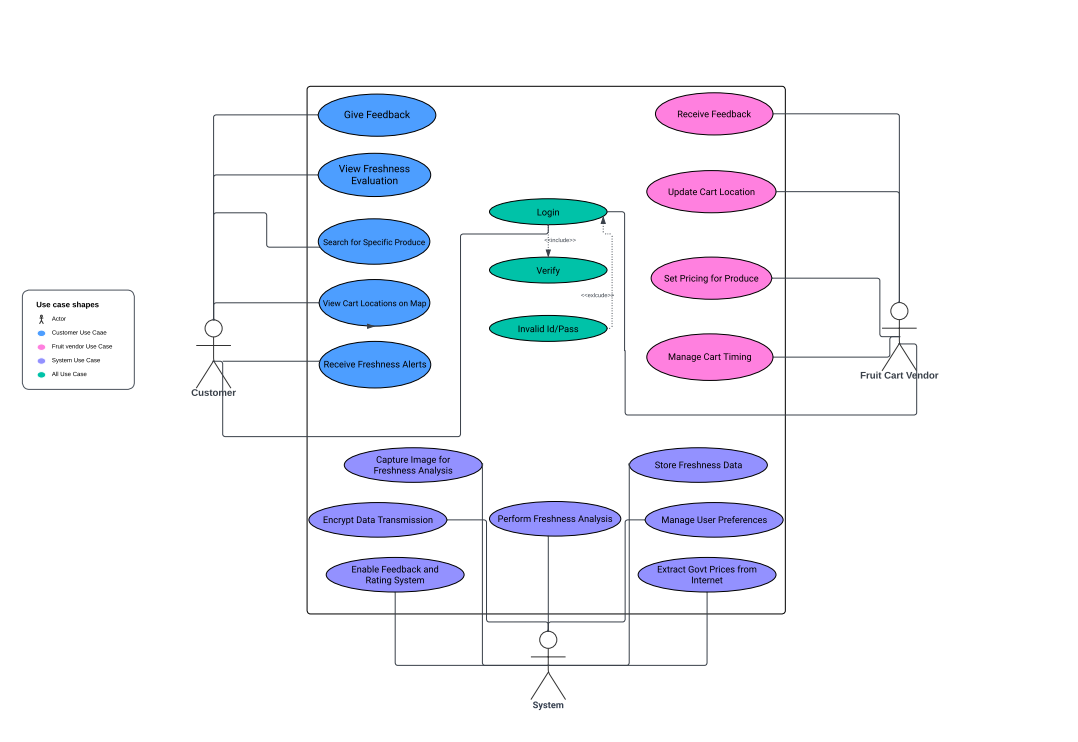 Give Feedback
View Freshness
Evaluation
Search for Specific Produce
View Cart Locations on Map
Receive Freshness Alerts
Login
<<include>>
Verify
<<exlcude>>
Invalid Id/Pass
Receive Feedback
Update Cart Location
Set Pricing for Produce
Manage Cart Timing
Use case shapes
Actor
Customer Use Caae
Fruit vendor Use Case
System Use Case
All Use Case
Customer
Fruit Cart Vendor
Capture Image for
Freshness Analysis
Store Freshness Data
Encrypt Data Transmission
Perform Freshness Analysis
Manage User Preferences
Enable Feedback and
Rating System
Extract Govt Prices from
Internet
System